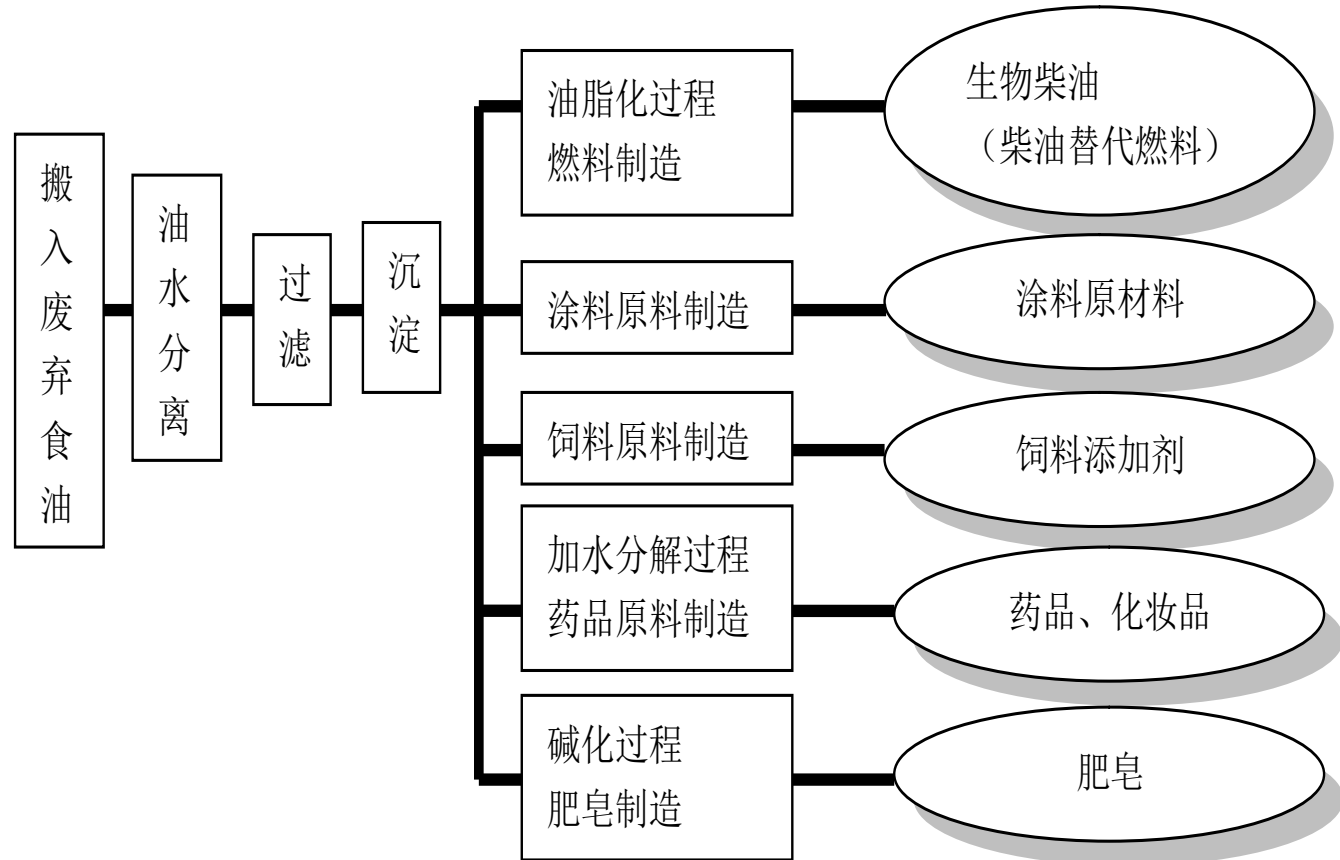 搬入废弃食油
油水分离
过滤
沉淀
油脂化过程
燃料制造
生物柴油
（柴油替代燃料）
涂料原料制造
涂料原材料
饲料原料制造
饲料添加剂
加水分解过程
药品原料制造
药品、化妆品
碱化过程
肥皂制造
肥皂